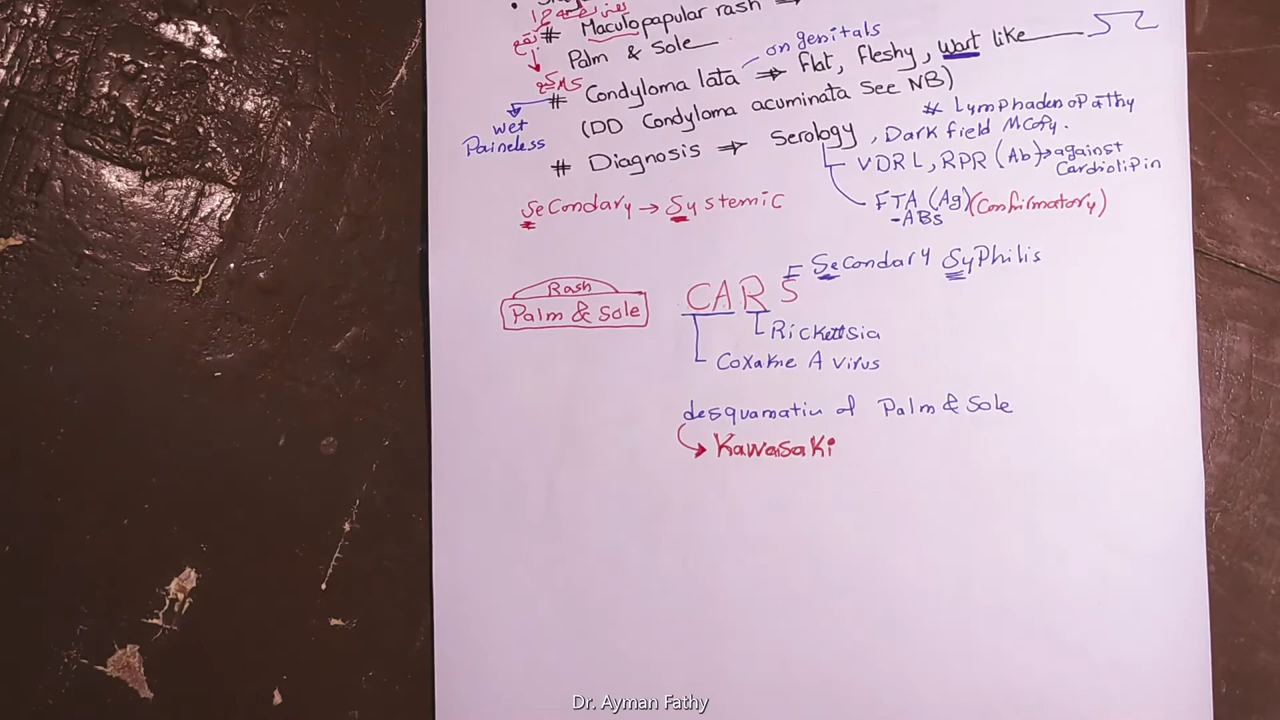 # Maculopapular rash →
Palm & Sole
on genitals
# Condyloma lata ⇒ flat, fleshy, wart like
(DD Condyloma acuminata See NB)
wet
Paineless
* LymPhadenoPathy
# Diagnosis ⇒ Serology, Dark field MCoPy.
VDRL, RPR (Ab) → against
Cardiolipin
FTA (Ag) (Confirmatory)
-ABS
SeCondary → SystemiC
Rash
Palm & Sole
CARS
SeCondary SyPhilis
Rickettsia
Coxakie A virus
desquamatin of Palm & Sole
Kawasaki
Dr. Ayman Fathy